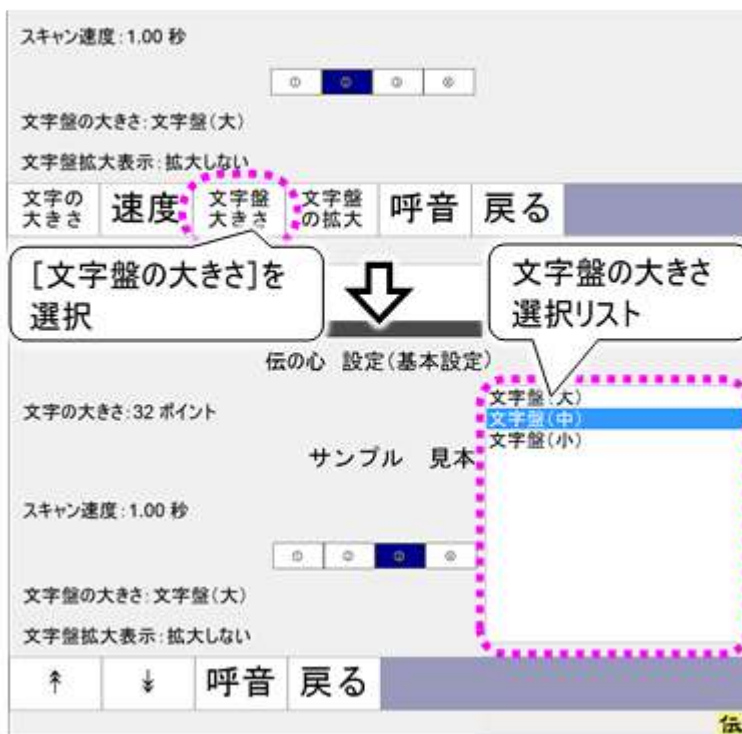 スキャン速度:1.00 秒
① ② ③ ④
文字盤の大きさ:文字盤(大)
文字盤拡大表示:拡大しない
文字の大きさ 速度 文字盤大きさ 文字盤の拡大 呼音 戻る
[文字盤の大きさ]を
選択
文字盤の大きさ
選択リスト
伝の心 設定(基本設定)
文字盤(大)
文字の大きさ:32 ポイント
文字盤(中)
文字盤(小)
サンプル 見本
スキャン速度:1.00 秒
① ② ③ ④
文字盤の大きさ:文字盤(大)
文字盤拡大表示:拡大しない
↟ ↡ 呼音 戻る
伝